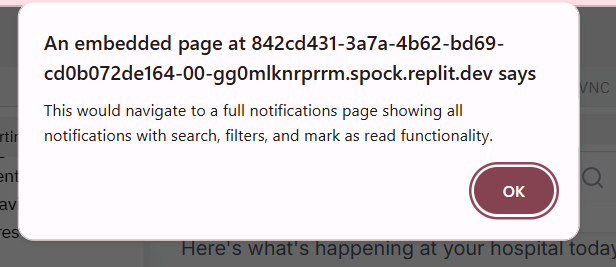 An embedded page at 842cd431-3a7a-4b62-bd69-
cd0b072de164-00-gg0mlknrprrm.spock.replit.dev says
This would navigate to a full notifications page showing all
notifications with search, filters, and mark as read functionality.
OK
VNC
Here's what's happening at your hospital today